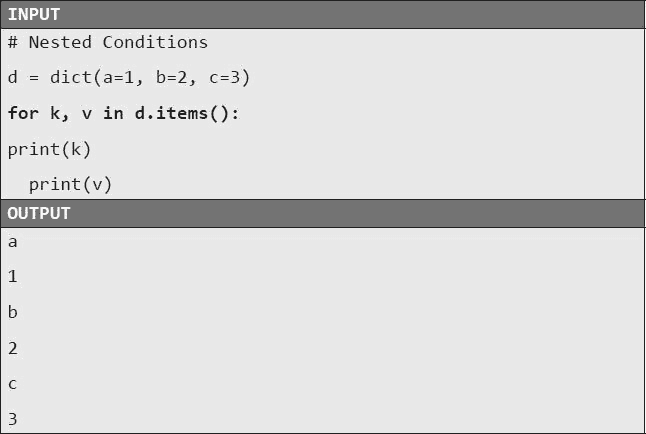 INPUT
# Nested Conditions
d = dict(a=1, b=2, c=3)
for k, v in d.items():
print(k)
  print(v)
OUTPUT
a
1
b
2
c
3